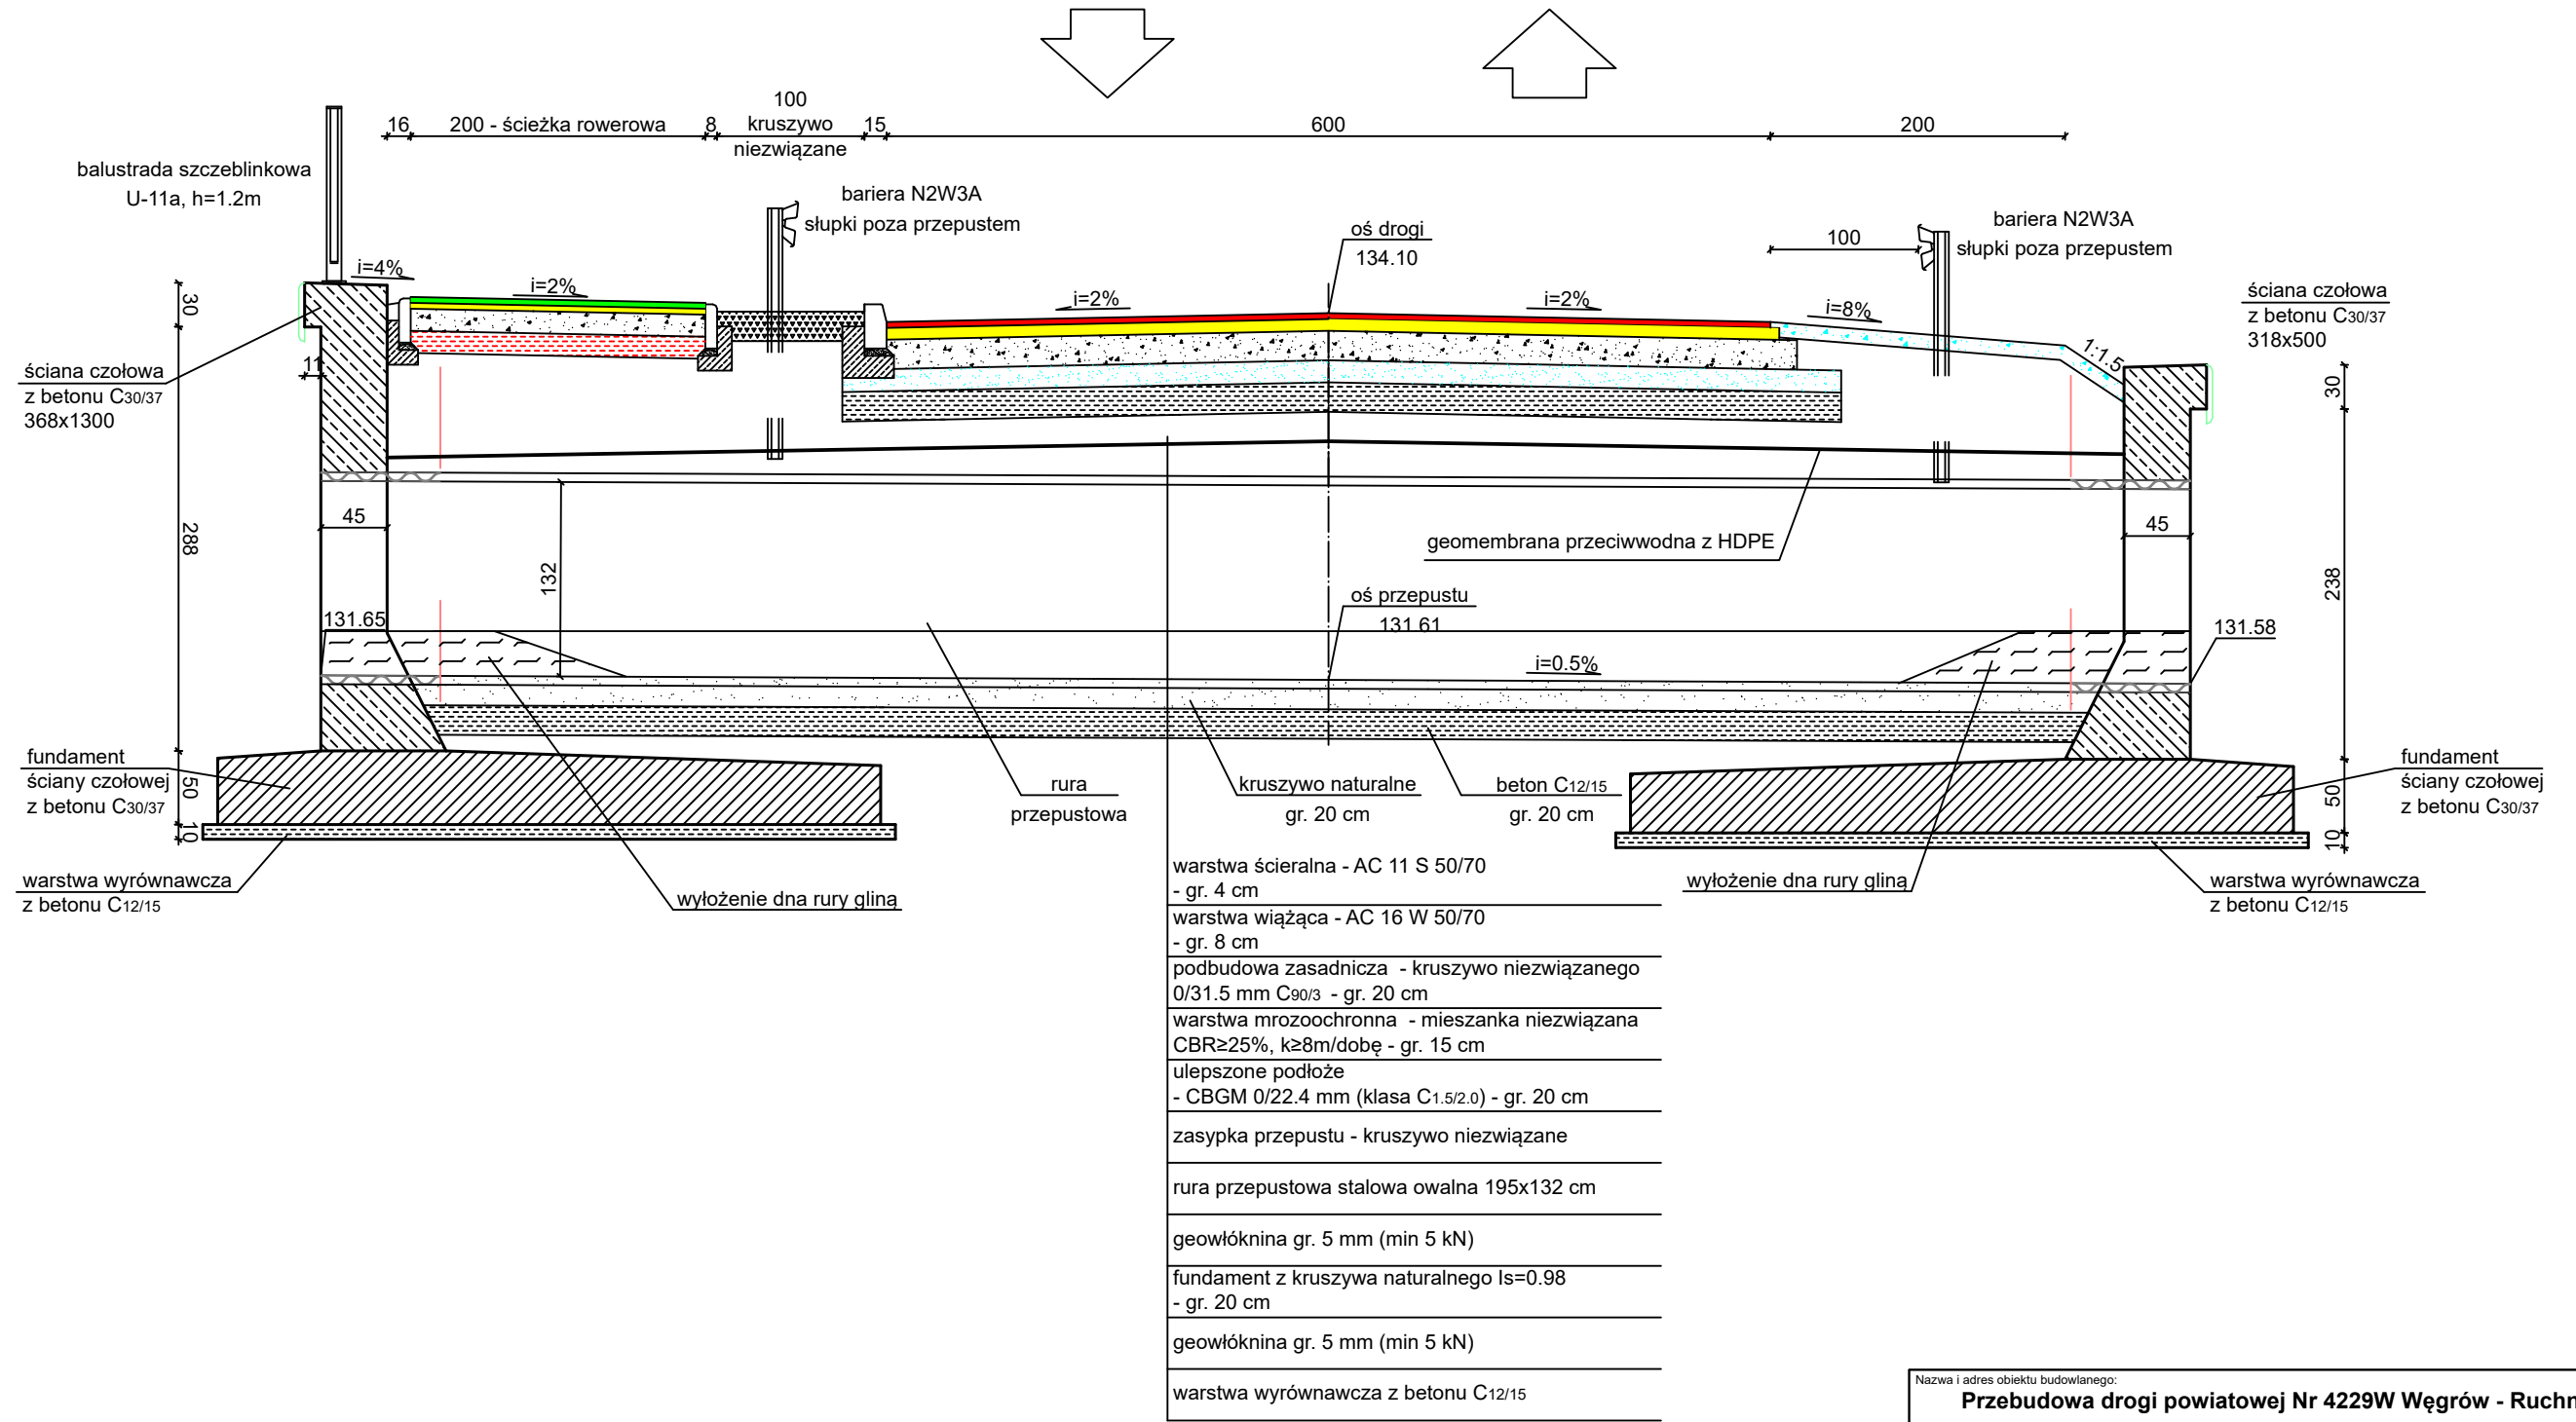 100
16
200 - ścieżka rowerowa
8
kruszywo
15
600
200
niezwiązane
balustrada szczeblinkowa
U-11a, h=1.2m
bariera N2W3A
słupki poza przepustem
oś drogi
134.10
100
bariera N2W3A
słupki poza przepustem
i=4%
i=2%
i=2%
i=2%
i=8%
1:1.5
ściana czołowa
z betonu C30/37
318x500
30
11
ściana czołowa
z betonu C30/37
368x1300
30
288
45
132
45
238
geomembrana przeciwwodna z HDPE
oś przepustu
131.61
131.65
131.58
i=0.5%
fundament
ściany czołowej
z betonu C30/37
50
10
rura
przepustowa
kruszywo naturalne
gr. 20 cm
beton C12/15
gr. 20 cm
fundament
ściany czołowej
z betonu C30/37
50
10
warstwa wyrównawcza
z betonu C12/15
wyłożenie dna rury gliną
wyłożenie dna rury gliną
warstwa wyrównawcza
z betonu C12/15
warstwa ścieralna - AC 11 S 50/70
- gr. 4 cm
warstwa wiążąca - AC 16 W 50/70
- gr. 8 cm
podbudowa zasadnicza - kruszywo niezwiązanego
0/31.5 mm C90/3 - gr. 20 cm
warstwa mrozoochronna - mieszanka niezwiązana
CBR≥25%, k≥8m/dobę - gr. 15 cm
ulepszone podłoże
- CBGM 0/22.4 mm (klasa C1.5/2.0) - gr. 20 cm
zasypka przepustu - kruszywo niezwiązane
rura przepustowa stalowa owalna 195x132 cm
geowłóknina gr. 5 mm (min 5 kN)
fundament z kruszywa naturalnego Is=0.98
- gr. 20 cm
geowłóknina gr. 5 mm (min 5 kN)
warstwa wyrównawcza z betonu C12/15
Nazwa i adres obiektu budowlanego:
Przebudowa drogi powiatowej Nr 4229W Węgrów - Ruchn